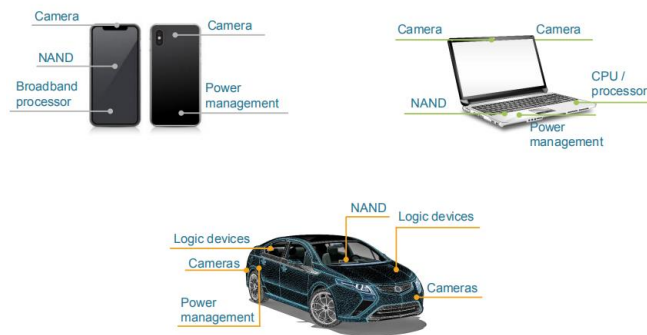 Camera
Camera
NAND
Broadband
processor
Power
management
Camera
Camera
CPU /
processor
NAND
Power
management
NAND
Logic devices
Logic devices
Cameras
Cameras
Power
management